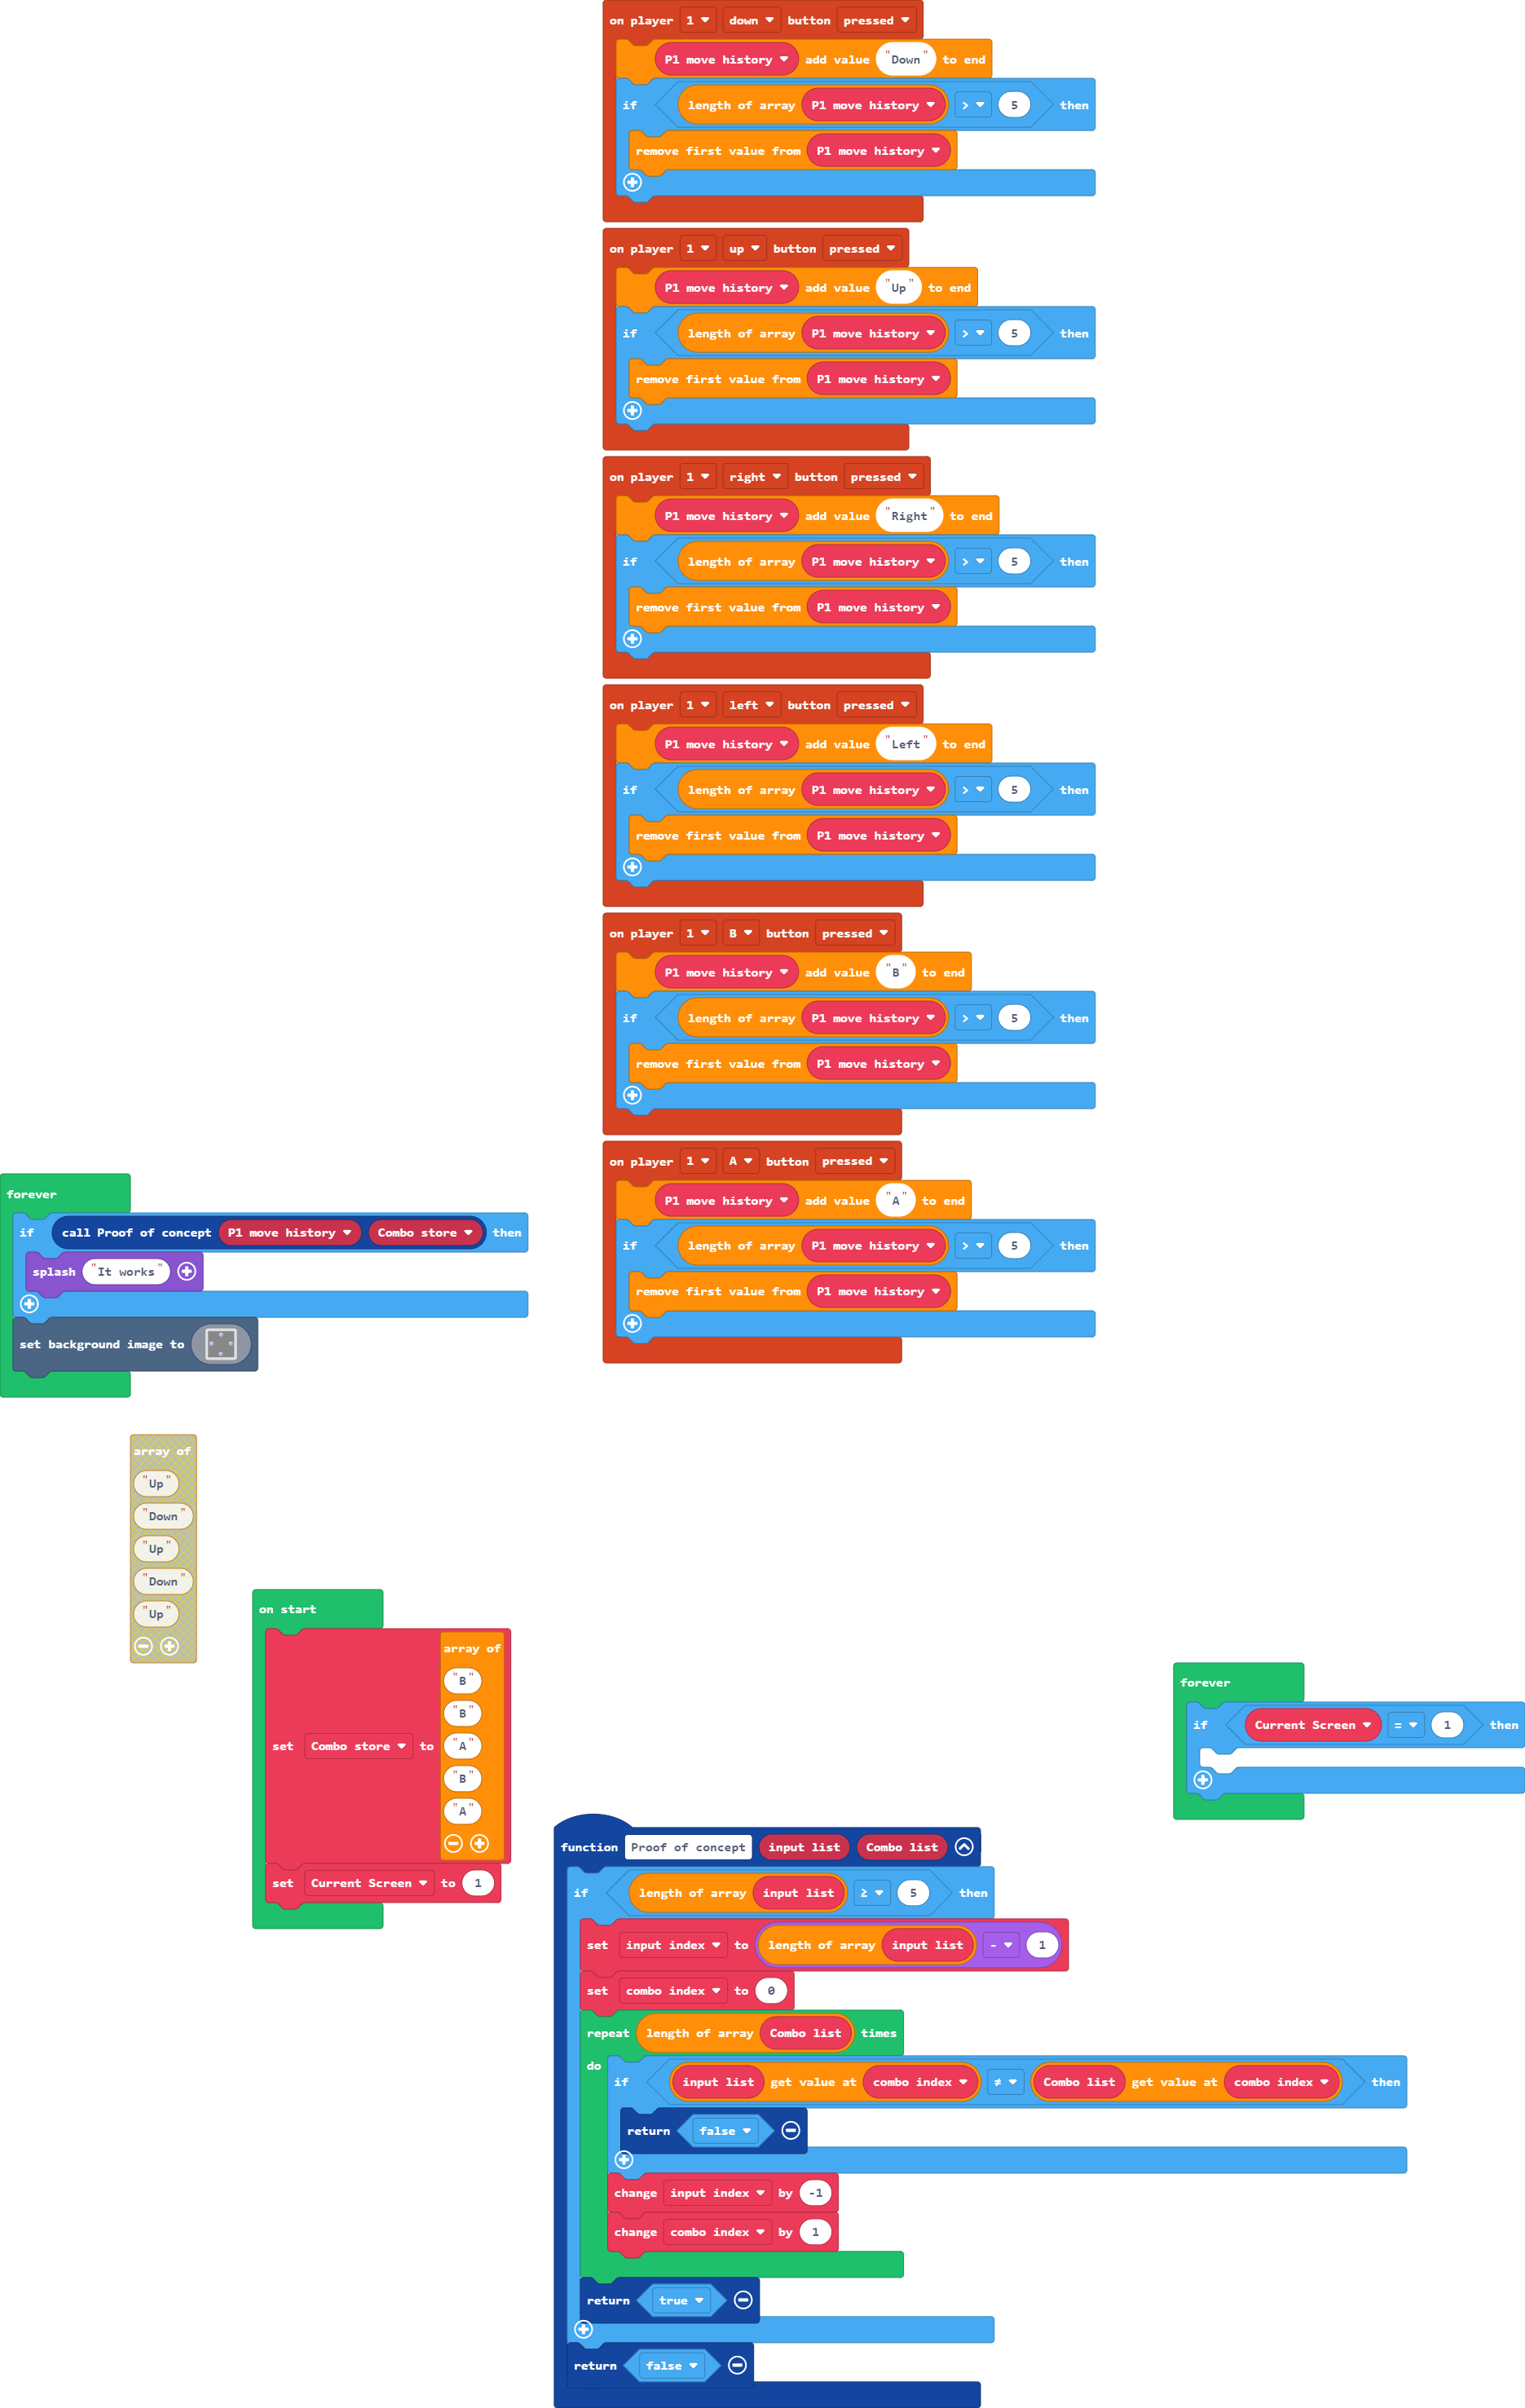 on player 1 down button pressed
P1 move history add value "Down" to end
if length of array P1 move history > 5 then
remove first value from P1 move history
on player 1 up button pressed
P1 move history add value "Up" to end
if length of array P1 move history > 5 then
remove first value from P1 move history
on player 1 right button pressed
P1 move history add value "Right" to end
if length of array P1 move history > 5 then
remove first value from P1 move history
on player 1 left button pressed
P1 move history add value "Left" to end
if length of array P1 move history > 5 then
remove first value from P1 move history
on player 1 B button pressed
P1 move history add value "B" to end
if length of array P1 move history > 5 then
remove first value from P1 move history
on player 1 A button pressed
P1 move history add value "A" to end
if length of array P1 move history > 5 then
remove first value from P1 move history
forever
if call Proof of concept P1 move history Combo store then
splash "It works"
set background image to
array of
"Up"
"Down"
"Up"
"Down"
"Up"
on start
array of
"B"
"B"
"A"
set Combo store to
"B"
"A"
set Current Screen to 1
forever
if Current Screen = 1 then
function Proof of concept input list Combo list
if length of array input list ≥ 5 then
set input index to length of array input list - 1
set combo index to 0
repeat length of array Combo list times
do
if input list get value at combo index ≠ Combo list get value at combo index then
return false
change input index by -1
change combo index by 1
return true
return false